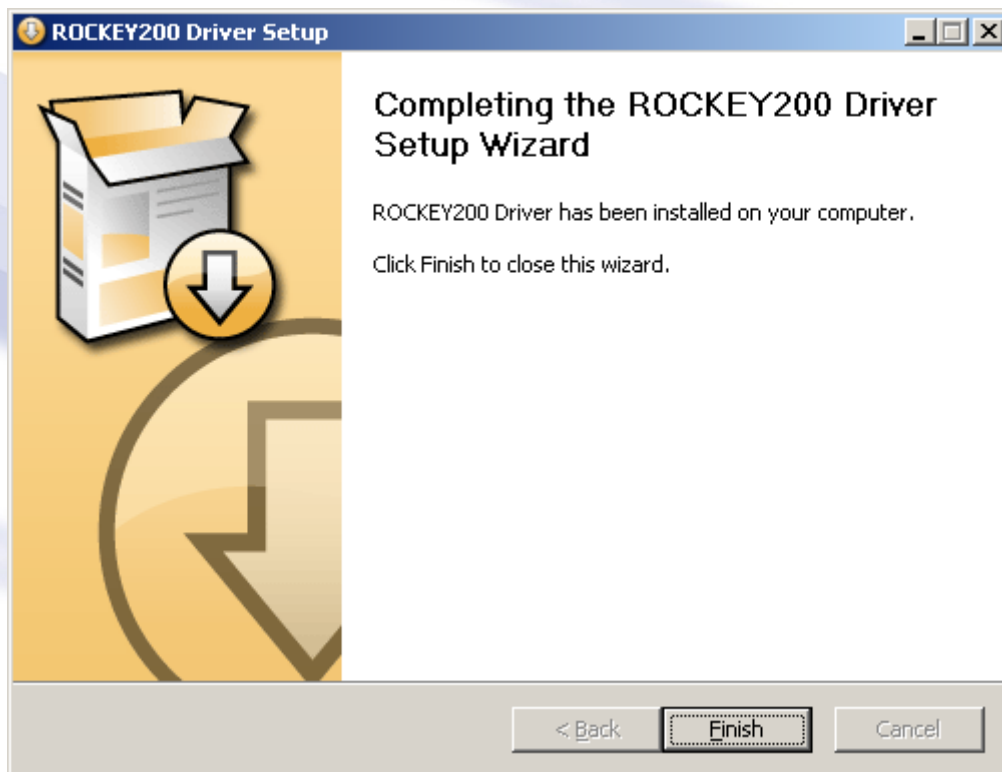 ROCKEY200 Driver Setup
Completing the ROCKEY200 Driver
Setup Wizard
ROCKEY200 Driver has been installed on your computer.
Click Finish to close this wizard.
< Back Finish Cancel